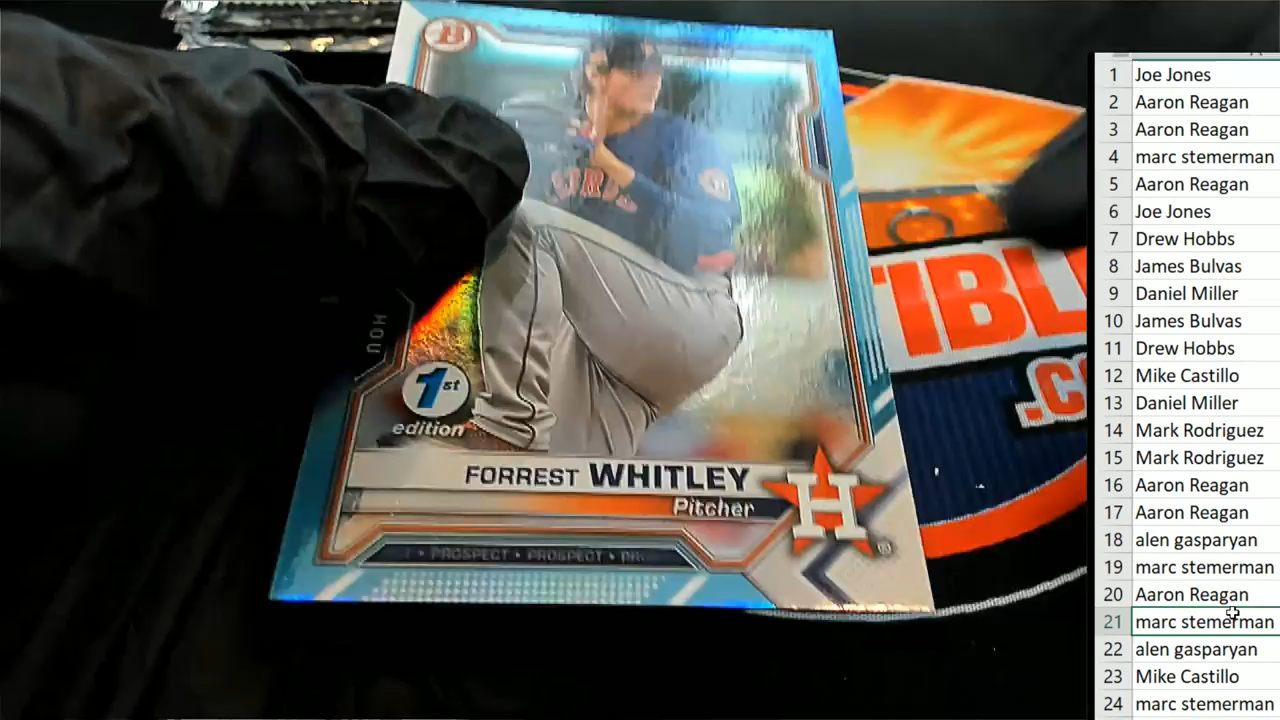 B
HOU
1st
edition
FORREST WHITLEY
Pitcher
H
PROSPECT • PROSPECT • PR
TIBL
.C
1 Joe Jones
2 Aaron Reagan
3 Aaron Reagan
4 marc stemerman
5 Aaron Reagan
6 Joe Jones
7 Drew Hobbs
8 James Bulvas
9 Daniel Miller
10 James Bulvas
11 Drew Hobbs
12 Mike Castillo
13 Daniel Miller
14 Mark Rodriguez
15 Mark Rodriguez
16 Aaron Reagan
17 Aaron Reagan
18 alen gasparyan
19 marc stemerman
20 Aaron Reagan
21 marc stemerman
22 alen gasparyan
23 Mike Castillo
24 marc stemerman